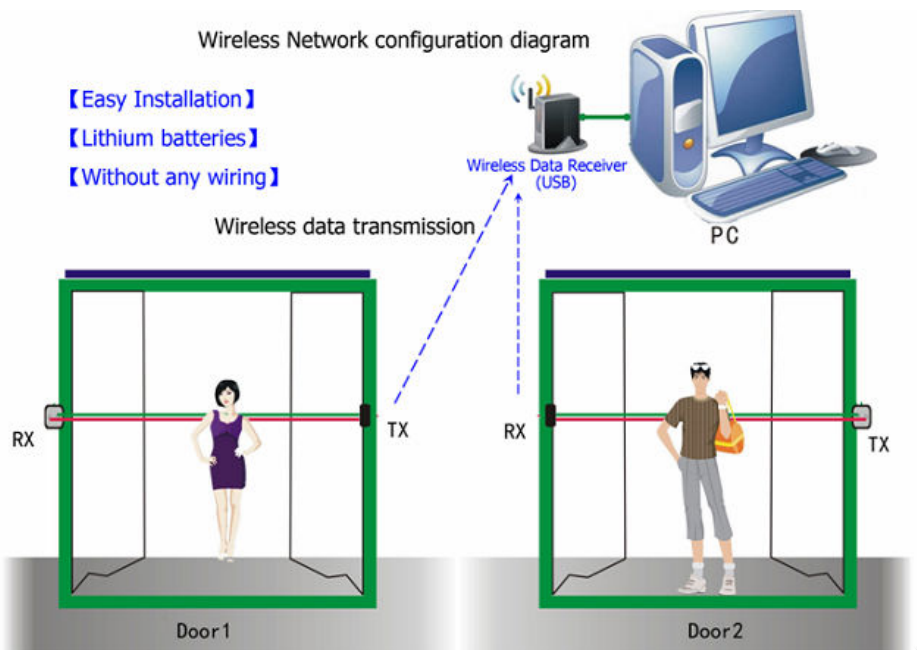 Wireless Network configuration diagram
【Easy Installation】
【Lithium batteries】
【Without any wiring】
Wireless Data Receiver
(USB)
PC
Wireless data transmission
RX
TX
RX
TX
Door1
Door2